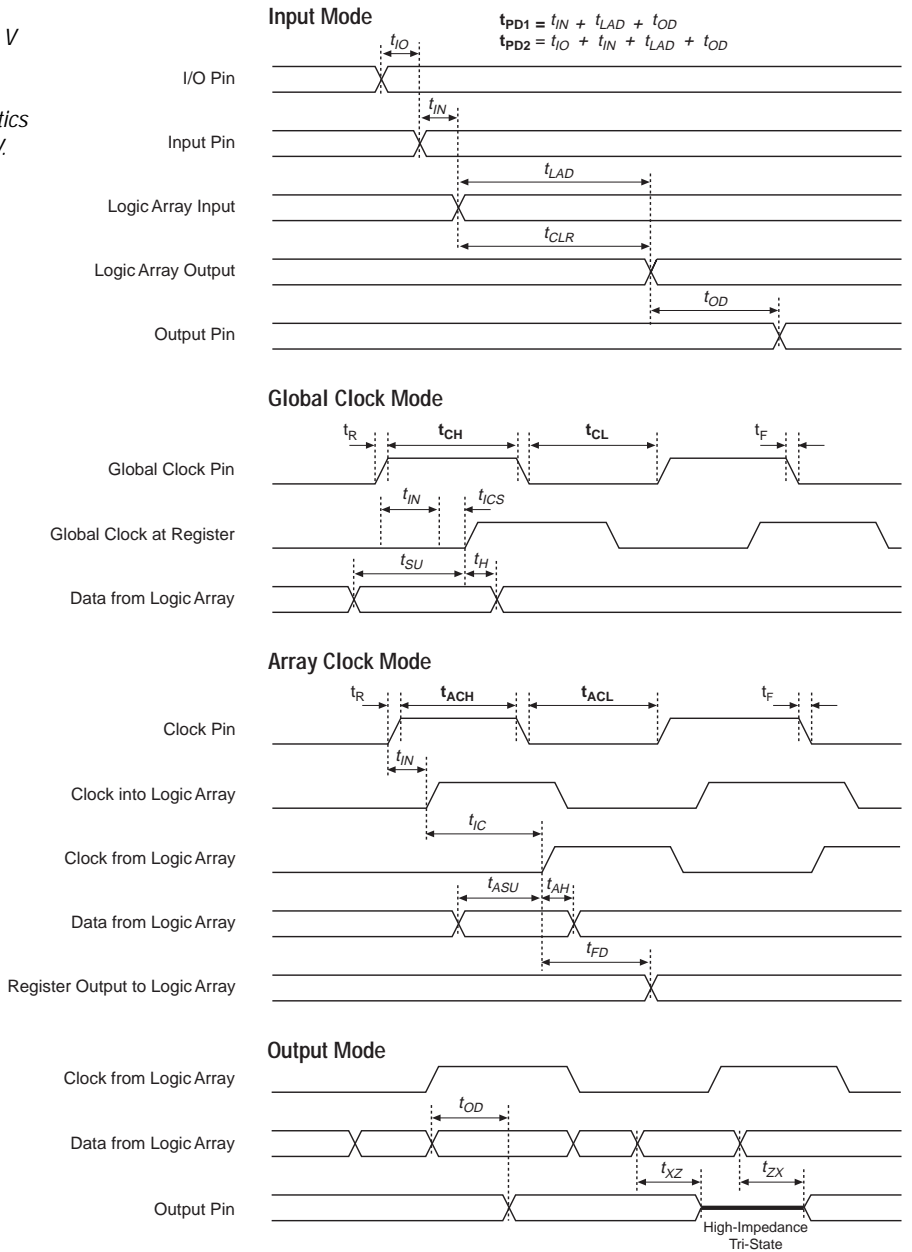 V
tics
V.
Input Mode
tPD1 = tIN + tLAD + tOD
tPD2 = tIO + tIN + tLAD + tOD
tIO
I/O Pin
tIN
Input Pin
tLAD
Logic Array Input
tCLR
Logic Array Output
tOD
Output Pin
Global Clock Mode
tR tCH tCL tF
Global Clock Pin
tIN tICS
Global Clock at Register
tSU tH
Data from Logic Array
Array Clock Mode
tR tACH tACL tF
Clock Pin
tIN
Clock into Logic Array
tIC
Clock from Logic Array
tASU tAH
Data from Logic Array
tFD
Register Output to Logic Array
Output Mode
Clock from Logic Array
tOD
Data from Logic Array
tXZ tZX
Output Pin
High-Impedance
Tri-State